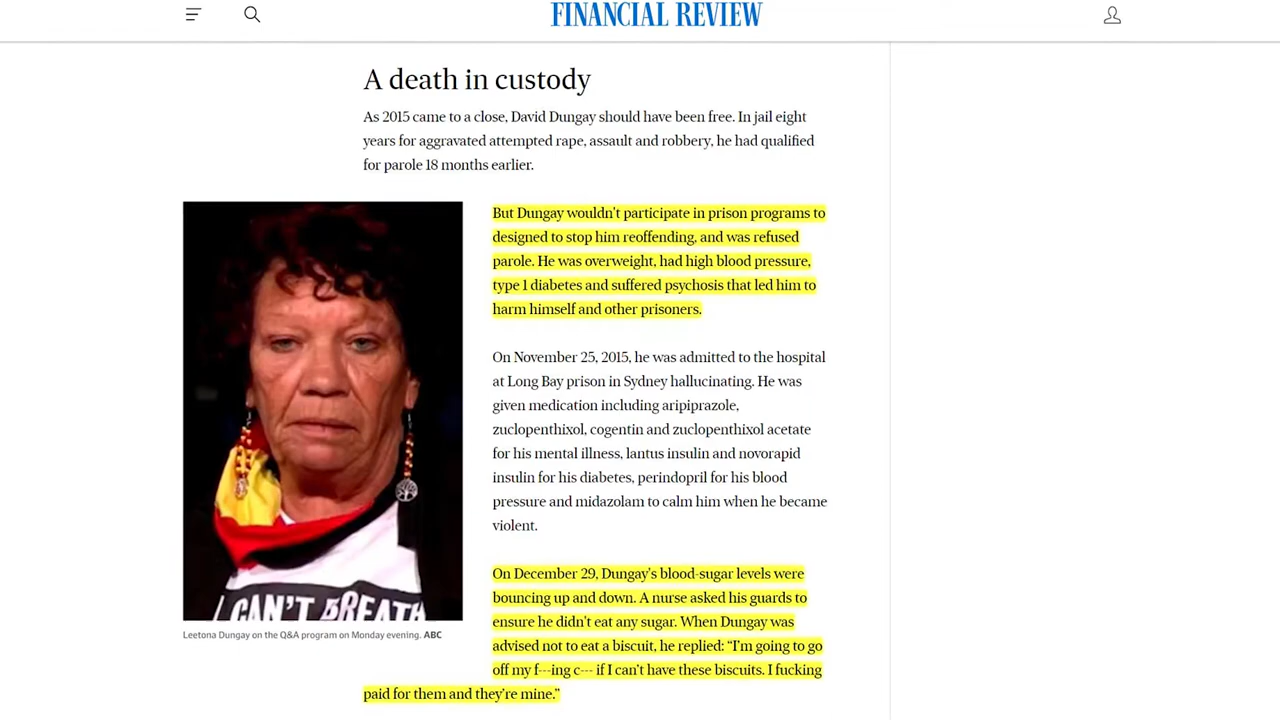 FINANCIAL REVIEW
A death in custody
As 2015 came to a close, David Dungay should have been free. In jail eight
years for aggravated attempted rape, assault and robbery, he had qualified
for parole 18 months earlier.
But Dungay wouldn't participate in prison programs to
designed to stop him reoffending, and was refused
parole. He was overweight, had high blood pressure,
type 1 diabetes and suffered psychosis that led him to
harm himself and other prisoners.
On November 25, 2015, he was admitted to the hospital
at Long Bay prison in Sydney hallucinating. He was
given medication including aripiprazole,
zuclopenthixol, cogentin and zuclopenthixol acetate
for his mental illness, lantus insulin and novorapid
insulin for his diabetes, perindopril for his blood
pressure and midazolam to calm him when he became
violent.
I CAN'T BREATH
Leetona Dungay on the Q&A program on Monday evening. ABC
On December 29, Dungay's blood-sugar levels were
bouncing up and down. A nurse asked his guards to
ensure he didn't eat any sugar. When Dungay was
advised not to eat a biscuit, he replied: “I'm going to go
off my f---ing c--- if I can't have these biscuits. I fucking
paid for them and they're mine.”